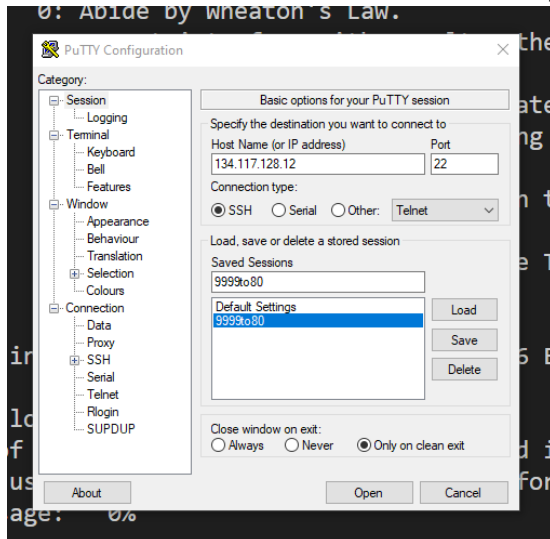 0: Abide by Wheaton's Law.
PuTTY Configuration
the
Category:
Session
Logging
Terminal
Keyboard
Bell
Features
Window
Appearance
Behaviour
Translation
Selection
Colours
Connection
Data
Proxy
SSH
Serial
Telnet
Rlogin
SUPDUP
Basic options for your PuTTY session
Specify the destination you want to connect to
Host Name (or IP address) Port
134.117.128.12 22
Connection type:
SSH Serial Other: Telnet
Load, save or delete a stored session
Saved Sessions
9999to80
Default Settings
9999to80
Load
Save
Delete
Close window on exit:
Always Never Only on clean exit
About Open Cancel
age: 0%